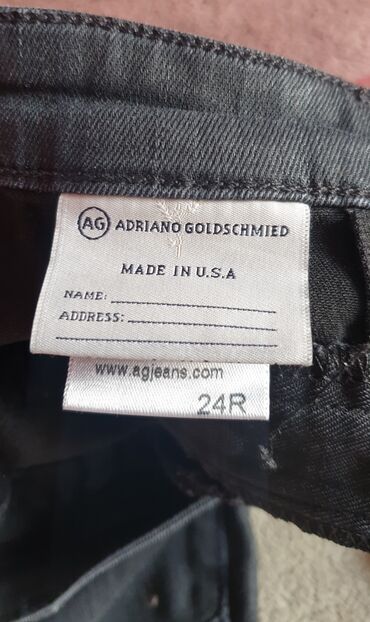 AG ADRIANO GOLDSCHMIED
MADE IN U.S.A
NAME:
ADDRESS:
www.agjeans.com
24R